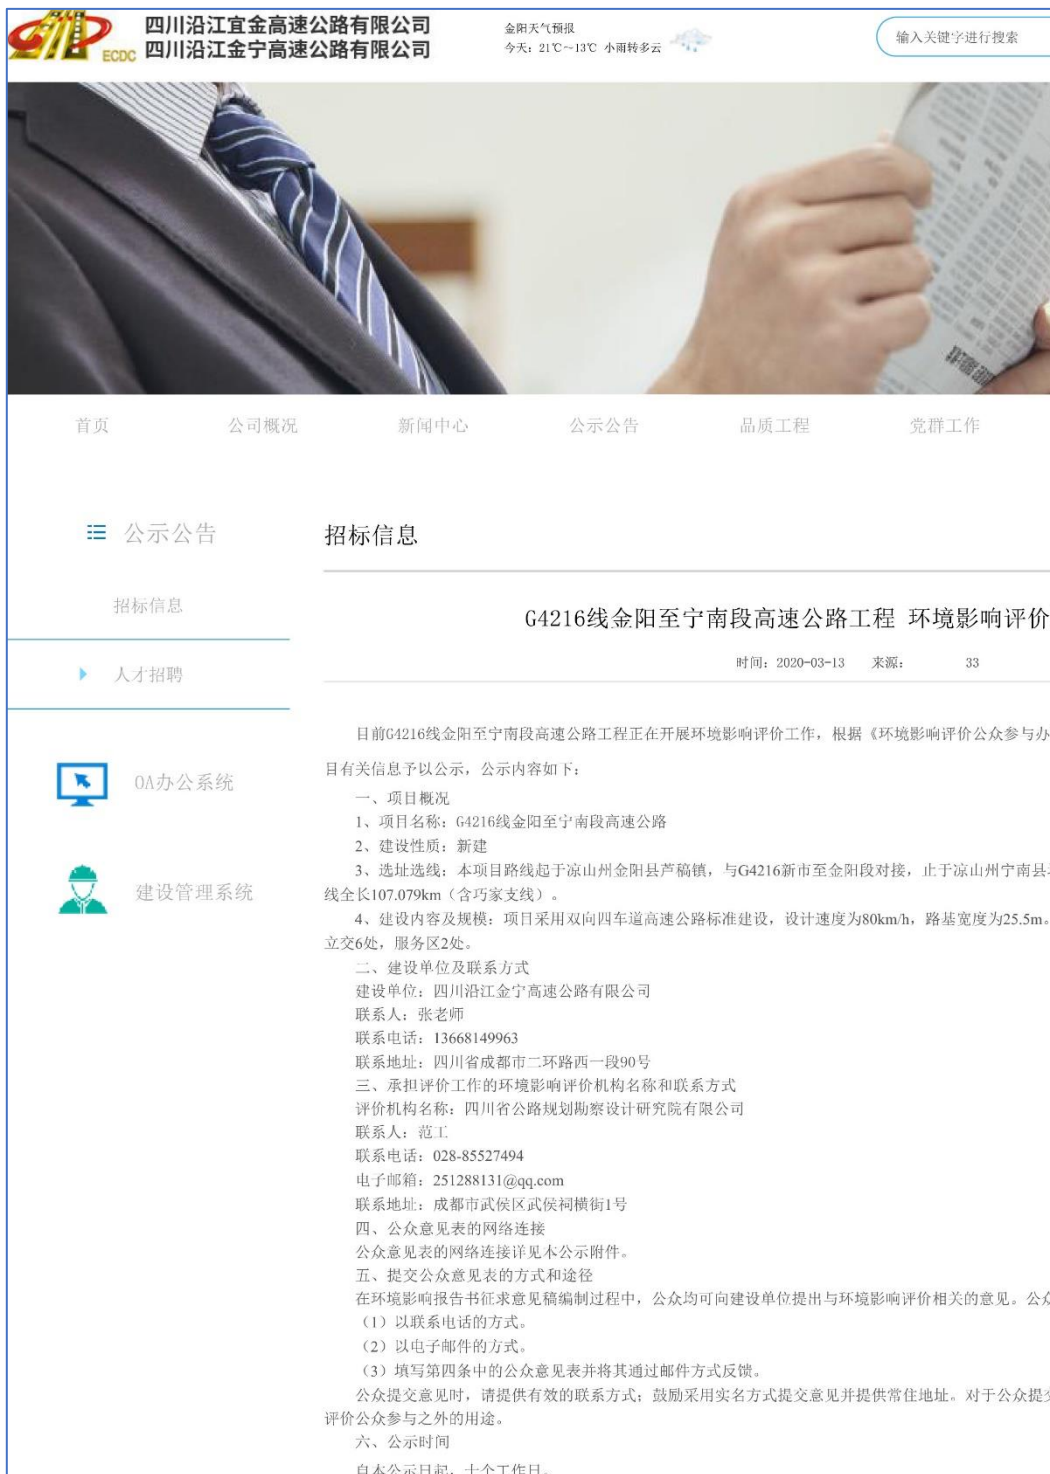 四川沿江宜金高速公路有限公司
ECDC 四川沿江金宁高速公路有限公司
金阳天气预报
今天：21℃～13℃ 小雨转多云
输入关键字进行搜索
首页 公司概况 新闻中心 公示公告 品质工程 党群工作
公示公告
招标信息
人才招聘
OA办公系统
建设管理系统
招标信息
G4216线金阳至宁南段高速公路工程 环境影响评价
时间：2020-03-13 来源： 33
目前G4216线金阳至宁南段高速公路工程正在开展环境影响评价工作，根据《环境影响评价公众参与办
目有关信息予以公示，公示内容如下：
一、项目概况
1、项目名称：G4216线金阳至宁南段高速公路
2、建设性质：新建
3、选址选线：本项目路线起于凉山州金阳县芦稿镇，与G4216新市至金阳段对接，止于凉山州宁南县
线全长107.079km（含巧家支线）。
4、建设内容及规模：项目采用双向四车道高速公路标准建设，设计速度为80km/h，路基宽度为25.5m。
立交6处，服务区2处。
二、建设单位及联系方式
建设单位：四川沿江金宁高速公路有限公司
联系人：张老师
联系电话：13668149963
联系地址：四川省成都市二环路西一段90号
三、承担评价工作的环境影响评价机构名称和联系方式
评价机构名称：四川省公路规划勘察设计研究院有限公司
联系人：范工
联系电话：028-85527494
电子邮箱：251288131@qq.com
联系地址：成都市武侯区武侯祠横街1号
四、公众意见表的网络连接
公众意见表的网络连接详见本公示附件。
五、提交公众意见表的方式和途径
在环境影响报告书征求意见稿编制过程中，公众均可向建设单位提出与环境影响评价相关的意见。公众
（1）以联系电话的方式。
（2）以电子邮件的方式。
（3）填写第四条中的公众意见表并将其通过邮件方式反馈。
公众提交意见时，请提供有效的联系方式；鼓励采用实名方式提交意见并提供常住地址。对于公众提交
评价公众参与之外的用途。
六、公示时间
自本公示日起，十个工作日。